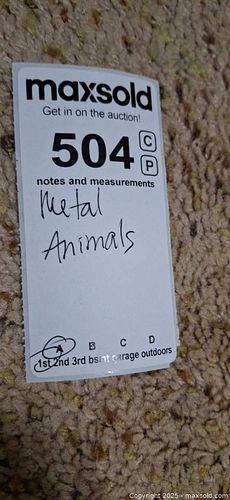 maxsold
Get in on the auction!
504 C
P
notes and measurements
Metal
Animals
A B C D
1st 2nd 3rd bsmt garage outdoors
Copyright 2025 - maxsold.com